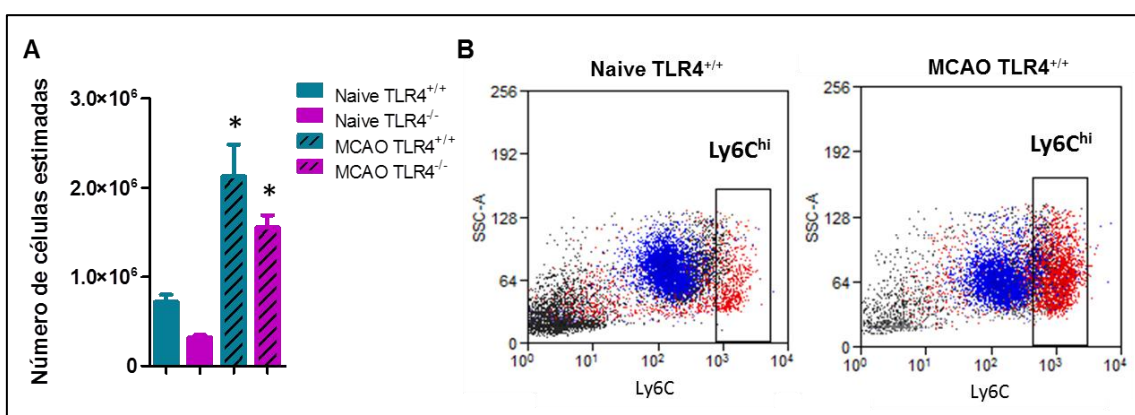 A
Número de células estimadas
3.0×10⁶
2.0×10⁶
1.0×10⁶
0
*
*
Naive TLR4⁺/⁺
Naive TLR4⁻/⁻
MCAO TLR4⁺/⁺
MCAO TLR4⁻/⁻
B
Naive TLR4⁺/⁺
256
192
128
64
0
SSC-A
Ly6Cʰⁱ
10⁰ 10¹ 10² 10³ 10⁴
Ly6C
MCAO TLR4⁺/⁺
256
192
128
64
0
SSC-A
Ly6Cʰⁱ
10⁰ 10¹ 10² 10³ 10⁴
Ly6C